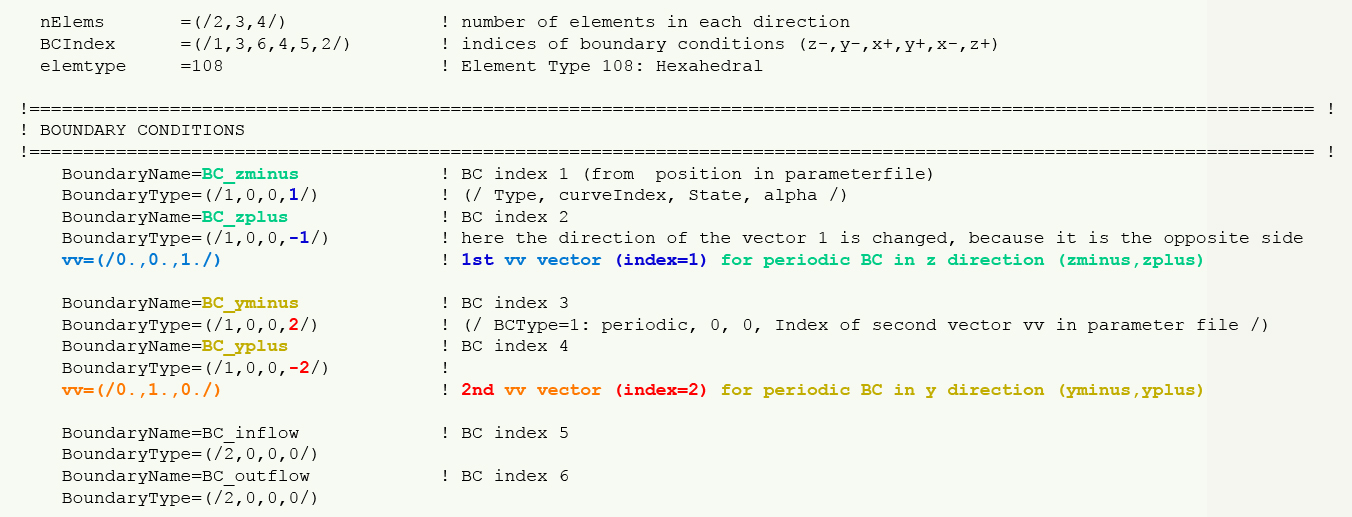 nElems       =(/2,3,4/)              ! number of elements in each direction
BCIndex      =(/1,3,6,4,5,2/)        ! indices of boundary conditions (z-,y-,x+,y+,x-,z+)
elemtype     =108                    ! Element Type 108: Hexahedral
!======================================================================================================================= !
! BOUNDARY CONDITIONS
!======================================================================================================================= !
BoundaryName=BC_zminus             ! BC index 1 (from  position in parameterfile)
BoundaryType=(/1,0,0,1/)           ! (/ Type, curveIndex, State, alpha /)
BoundaryName=BC_zplus              ! BC index 2
BoundaryType=(/1,0,0,-1/)          ! here the direction of the vector 1 is changed, because it is the opposite side
vv=(/0.,0.,1./)                    ! 1st vv vector (index=1) for periodic BC in z direction (zminus,zplus)
BoundaryName=BC_yminus             ! BC index 3
BoundaryType=(/1,0,0,2/)           ! (/ BCType=1: periodic, 0, 0, Index of second vector vv in parameter file /)
BoundaryName=BC_yplus              ! BC index 4
BoundaryType=(/1,0,0,-2/)          !
vv=(/0.,1.,0./)                    ! 2nd vv vector (index=2) for periodic BC in y direction (yminus,yplus)
BoundaryName=BC_inflow             ! BC index 5
BoundaryType=(/2,0,0,0/)
BoundaryName=BC_outflow            ! BC index 6
BoundaryType=(/2,0,0,0/)